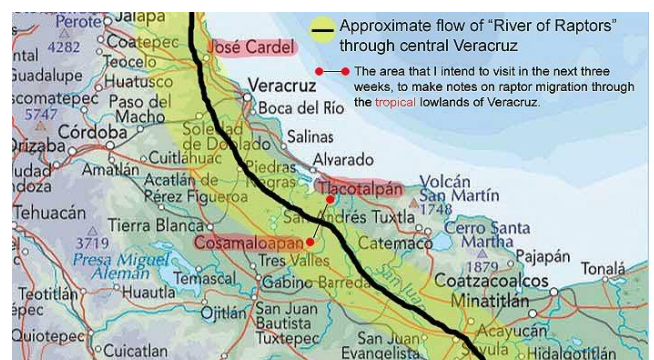 Approximate flow of “River of Raptors”
through central Veracruz
The area that I intend to visit in the next three
weeks, to make notes on raptor migration through
the tropical lowlands of Veracruz.
Jalapa
Perote
4282
Coatepec
José Cardel
Teocelo
Guadalupe
Huatusco
Veracruz
Paso del
Macho
Boca del Río
5747
Soledad
de Doblado
Salinas
Córdoba
Orizaba
Cuitláhuac
Alvarado
Amatlán
Piedras
Negras
Acatlán de
Pérez Figueroa
Tlacotalpán
Volcán
San Martín
1748
Tehuacán
San Andrés Tuxtla
Tierra Blanca
Cerro Santa
Martha
1879
3719
Cosamaloapan
Catemaco
Presa Miguel
Alemán
Tres Valles
Pajapán
Temascal
Gabino Barreda
San Juan
Coatzacoalcos
Tonalá
Teotitlán
Huautla
Minatitlán
Ojitlán
San Juan
Bautista
Tuxtepec
Acayucan
Quiotepec
Cuicatlan
San Juan
Evangelista
Sayula
Hidalgotitlán